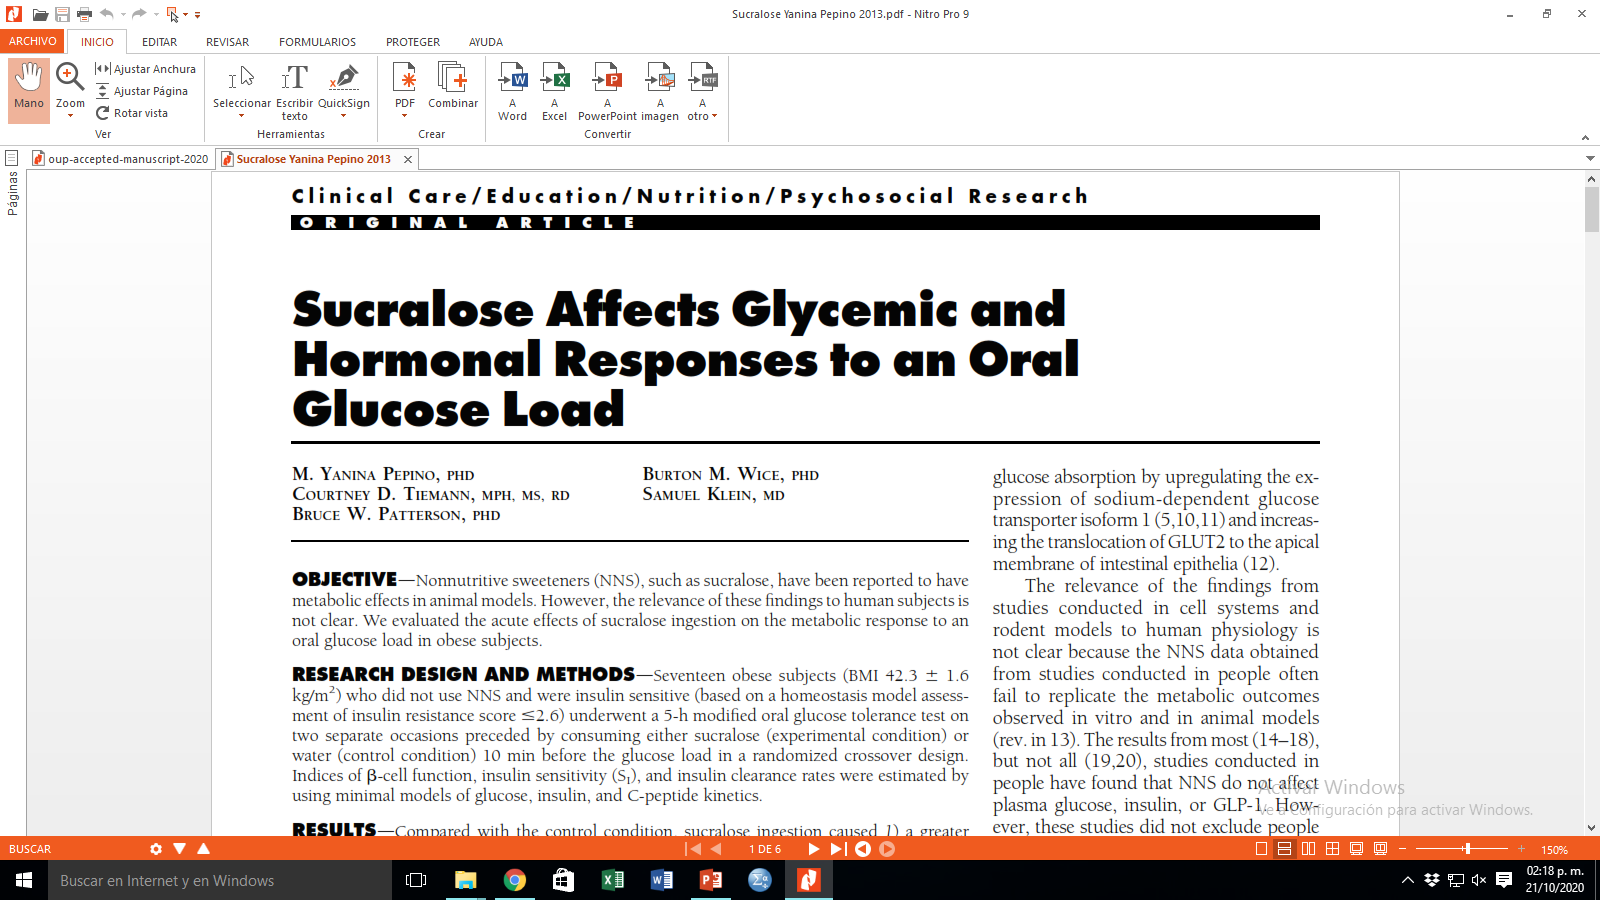 Sucralose Yanina Pepino 2013.pdf - Nitro Pro 9
ARCHIVO INICIO EDITAR REVISAR FORMULARIOS PROTEGER AYUDA
Mano
Zoom
Ajustar Anchura
Ajustar Página
Rotar vista
Ver
Seleccionar
Escribir texto
QuickSign
Herramientas
PDF
Combinar
Crear
A Word
A Excel
A PowerPoint
A imagen
A otro
Convertir
oup-accepted-manuscript-2020
Sucralose Yanina Pepino 2013
Páginas
Clinical Care/Education/Nutrition/Psychosocial Research
ORIGINAL ARTICLE
Sucralose Affects Glycemic and
Hormonal Responses to an Oral
Glucose Load
M. YANINA PEPINO, PHD
COURTNEY D. TIEMANN, MPH, MS, RD
BRUCE W. PATTERSON, PHD
BURTON M. WICE, PHD
SAMUEL KLEIN, MD
OBJECTIVE—Nonnutritive sweeteners (NNS), such as sucralose, have been reported to have
metabolic effects in animal models. However, the relevance of these findings to human subjects is
not clear. We evaluated the acute effects of sucralose ingestion on the metabolic response to an
oral glucose load in obese subjects.
RESEARCH DESIGN AND METHODS—Seventeen obese subjects (BMI 42.3 ± 1.6
kg/m²) who did not use NNS and were insulin sensitive (based on a homeostasis model assess-
ment of insulin resistance score ≤2.6) underwent a 5-h modified oral glucose tolerance test on
two separate occasions preceded by consuming either sucralose (experimental condition) or
water (control condition) 10 min before the glucose load in a randomized crossover design.
Indices of β-cell function, insulin sensitivity (SI), and insulin clearance rates were estimated by
using minimal models of glucose, insulin, and C-peptide kinetics.
RESULTS—Compared with the control condition, sucralose ingestion caused 1) a greater
glucose absorption by upregulating the ex-
pression of sodium-dependent glucose
transporter isoform 1 (5,10,11) and increas-
ing the translocation of GLUT2 to the apical
membrane of intestinal epithelia (12).
The relevance of the findings from
studies conducted in cell systems and
rodent models to human physiology is
not clear because the NNS data obtained
from studies conducted in people often
fail to replicate the metabolic outcomes
observed in vitro and in animal models
(rev. in 13). The results from most (14–18),
but not all (19,20), studies conducted in
people have found that NNS do not affect
plasma glucose, insulin, or GLP-1. How-
ever, these studies did not exclude people
Activar Windows
Ve a Configuración para activar Windows.
BUSCAR
1 DE 6
150%
Buscar en Internet y en Windows
02:18 p. m.
21/10/2020